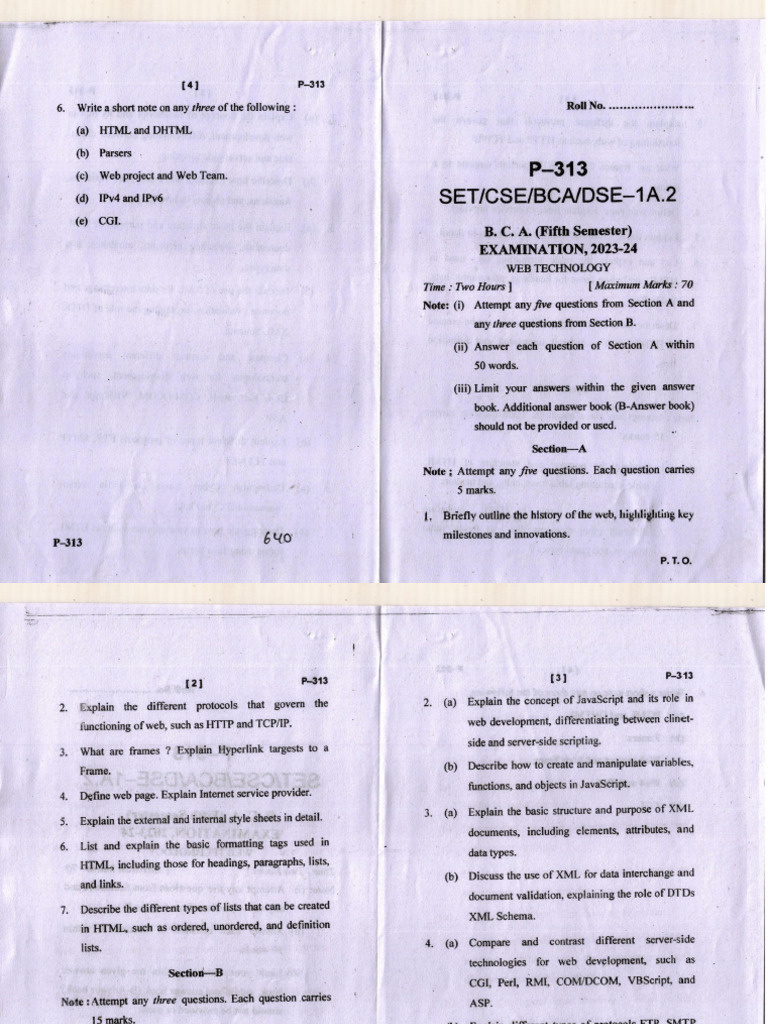 [ 4 ] P–313
6. Write a short note on any three of the following :
(a) HTML and DHTML
(b) Parsers
(c) Web project and Web Team.
(d) IPv4 and IPv6
(e) CGI.
P–313
640
Roll No. ........................
P–313
SET/CSE/BCA/DSE–1A.2
B. C. A. (Fifth Semester)
EXAMINATION, 2023-24
WEB TECHNOLOGY
Time : Two Hours ] [ Maximum Marks : 70
Note: (i) Attempt any five questions from Section A and
any three questions from Section B.
(ii) Answer each question of Section A within
50 words.
(iii) Limit your answers within the given answer
book. Additional answer book (B-Answer book)
should not be provided or used.
Section—A
Note ; Attempt any five questions. Each question carries
5 marks.
1. Briefly outline the history of the web, highlighting key
milestones and innovations.
P. T. O.
[ 2 ] P–313
2. Explain the different protocols that govern the
functioning of web, such as HTTP and TCP/IP.
3. What are frames ? Explain Hyperlink targests to a
Frame.
4. Define web page. Explain Internet service provider.
5. Explain the external and internal style sheets in detail.
6. List and explain the basic formatting tags used in
HTML, including those for headings, paragraphs, lists,
and links.
7. Describe the different types of lists that can be created
in HTML, such as ordered, unordered, and definition
lists.
Section—B
Note : Attempt any three questions. Each question carries
15 marks.
[ 3 ] P–313
2. (a) Explain the concept of JavaScript and its role in
web development, differentiating between clinet-
side and server-side scripting.
(b) Describe how to create and manipulate variables,
functions, and objects in JavaScript.
3. (a) Explain the basic structure and purpose of XML
documents, including elements, attributes, and
data types.
(b) Discuss the use of XML for data interchange and
document validation, explaining the role of DTDs
XML Schema.
4. (a) Compare and contrast different server-side
technologies for web development, such as
CGI, Perl, RMI, COM/DCOM, VBScript, and
ASP.
(b) Explain different types of protocols FTP, SMTP